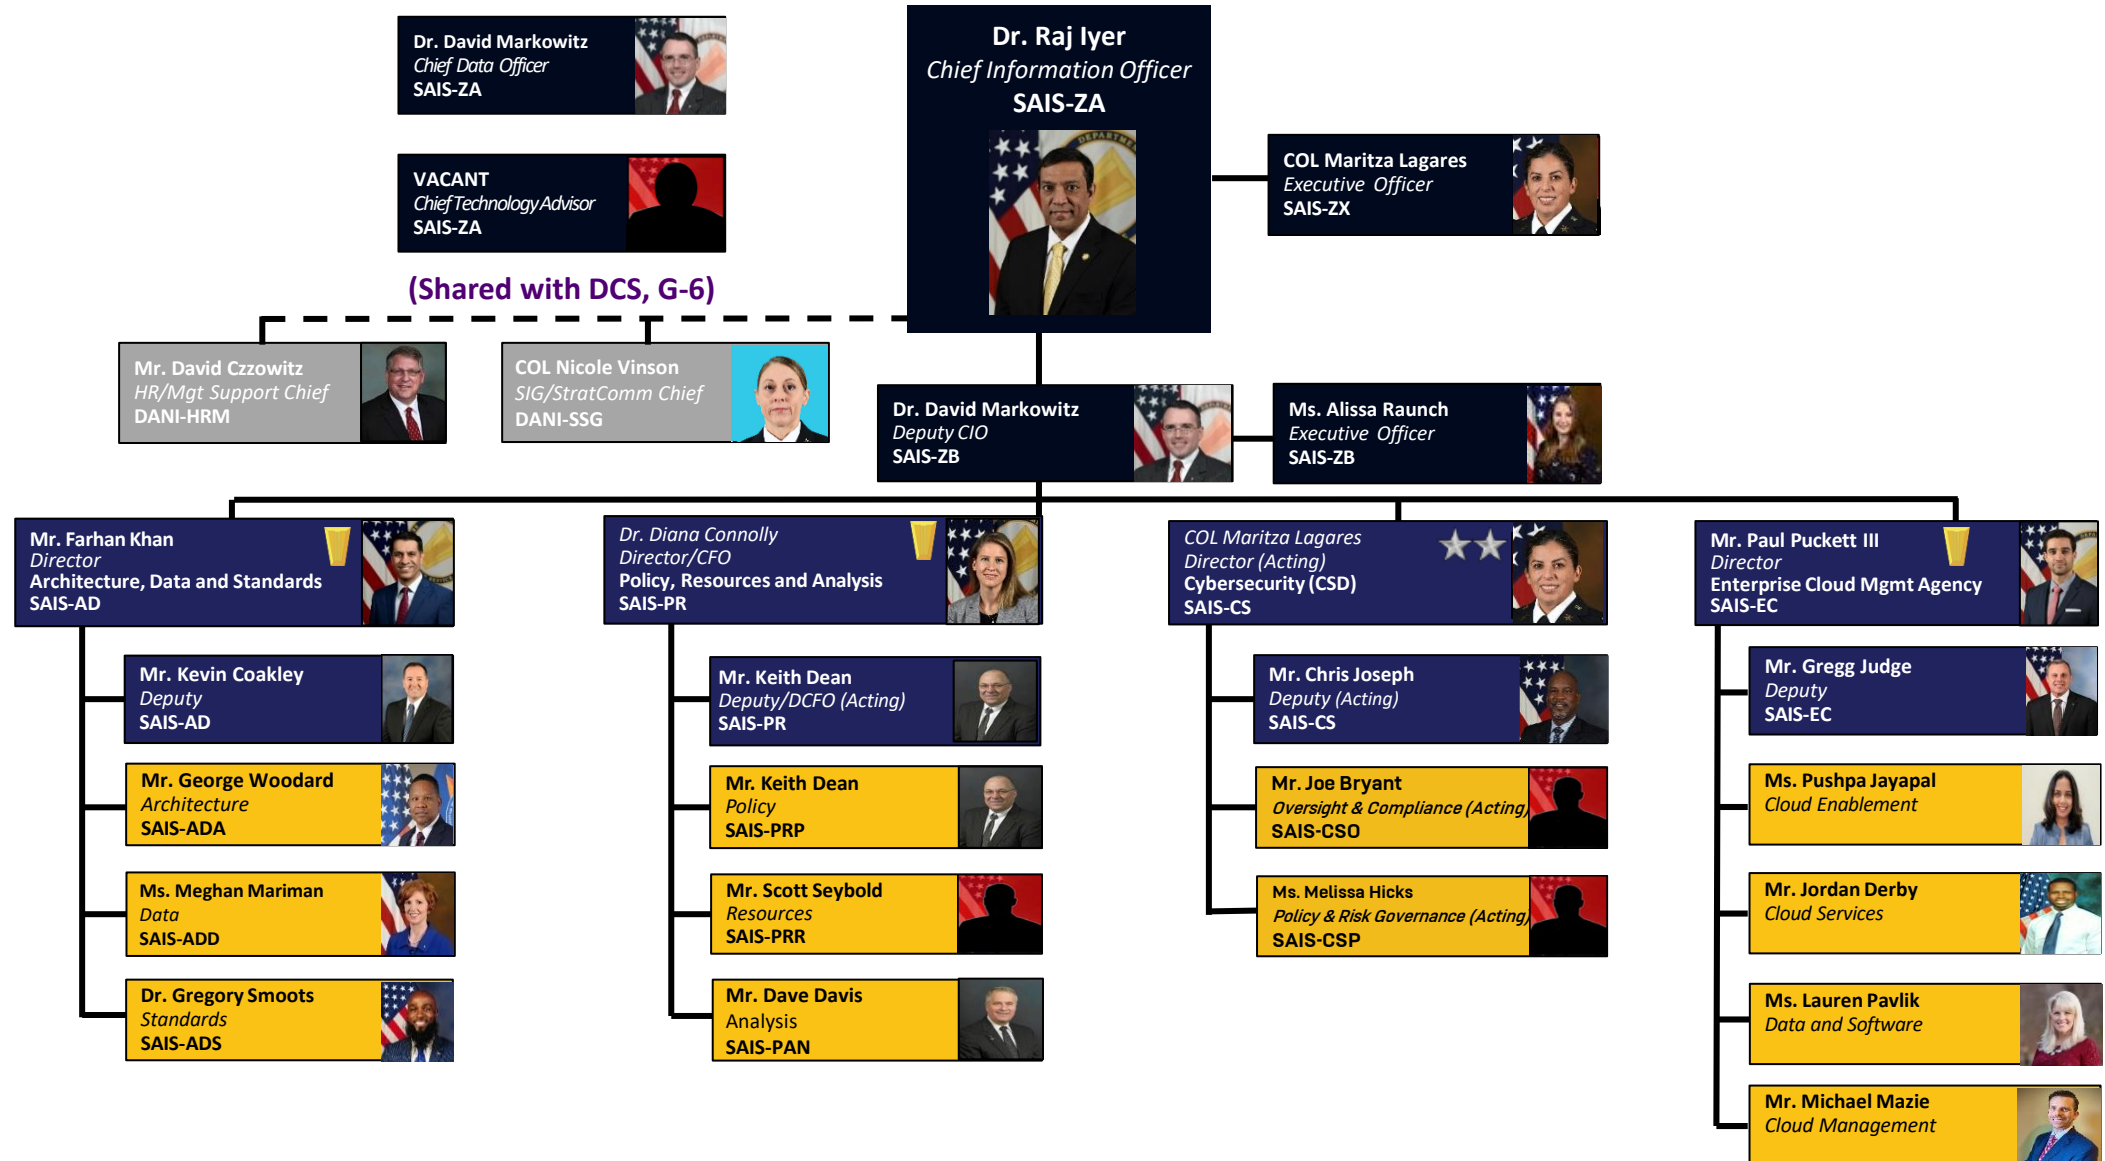 Dr. David Markowitz
Chief Data Officer
SAIS-ZA
Dr. Raj Iyer
Chief Information Officer
SAIS-ZA
VACANT
Chief Technology Advisor
SAIS-ZA
COL Maritza Lagares
Executive Officer
SAIS-ZX
(Shared with DCS, G-6)
Mr. David Czzowitz
HR/Mgt Support Chief
DANI-HRM
COL Nicole Vinson
SIG/StratComm Chief
DANI-SSG
Dr. David Markowitz
Deputy CIO
SAIS-ZB
Ms. Alissa Raunch
Executive Officer
SAIS-ZB
Mr. Farhan Khan
Director
Architecture, Data and Standards
SAIS-AD
Mr. Kevin Coakley
Deputy
SAIS-AD
Mr. George Woodard
Architecture
SAIS-ADA
Ms. Meghan Mariman
Data
SAIS-ADD
Dr. Gregory Smoots
Standards
SAIS-ADS
Dr. Diana Connolly
Director/CFO
Policy, Resources and Analysis
SAIS-PR
Mr. Keith Dean
Deputy/DCFO (Acting)
SAIS-PR
Mr. Keith Dean
Policy
SAIS-PRP
Mr. Scott Seybold
Resources
SAIS-PRR
Mr. Dave Davis
Analysis
SAIS-PAN
COL Maritza Lagares
Director (Acting)
Cybersecurity (CSD)
SAIS-CS
Mr. Chris Joseph
Deputy (Acting)
SAIS-CS
Mr. Joe Bryant
Oversight & Compliance (Acting)
SAIS-CSO
Ms. Melissa Hicks
Policy & Risk Governance (Acting)
SAIS-CSP
Mr. Paul Puckett III
Director
Enterprise Cloud Mgmt Agency
SAIS-EC
Mr. Gregg Judge
Deputy
SAIS-EC
Ms. Pushpa Jayapal
Cloud Enablement
Mr. Jordan Derby
Cloud Services
Ms. Lauren Pavlik
Data and Software
Mr. Michael Mazie
Cloud Management